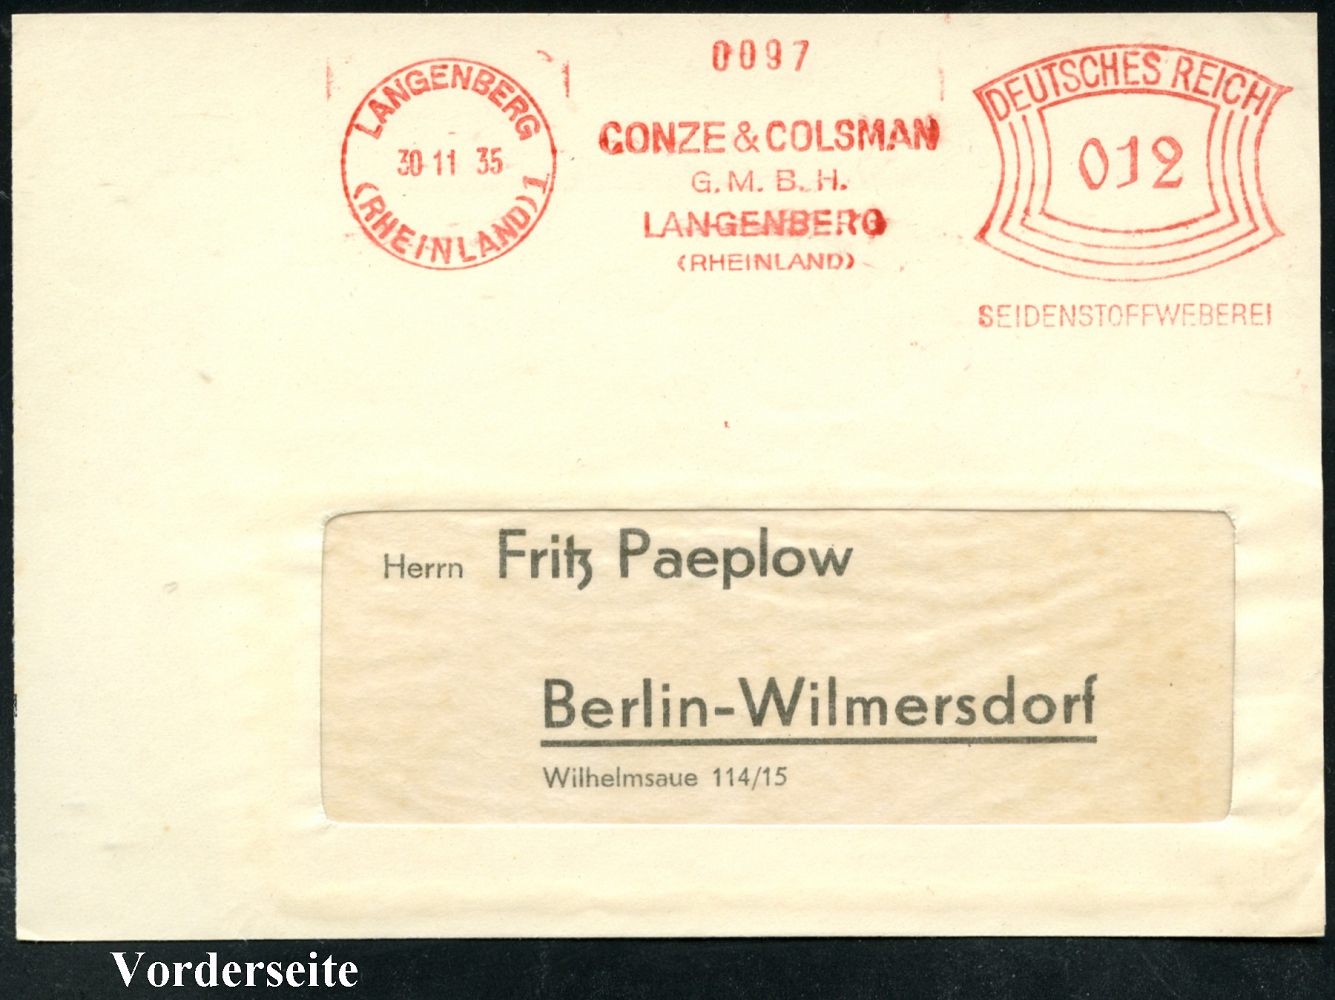 0097
LANGENBERG
30 11 35
(RHEINLAND) 1
CONZE & COLSMAN
G. M. B. H.
LANGENBERG
(RHEINLAND)
DEUTSCHES REICH
012
SEIDENSTOFFWEBEREI
Herrn Fritz Paeplow
Berlin-Wilmersdorf
Wilhelmsaue 114/15
Vorderseite